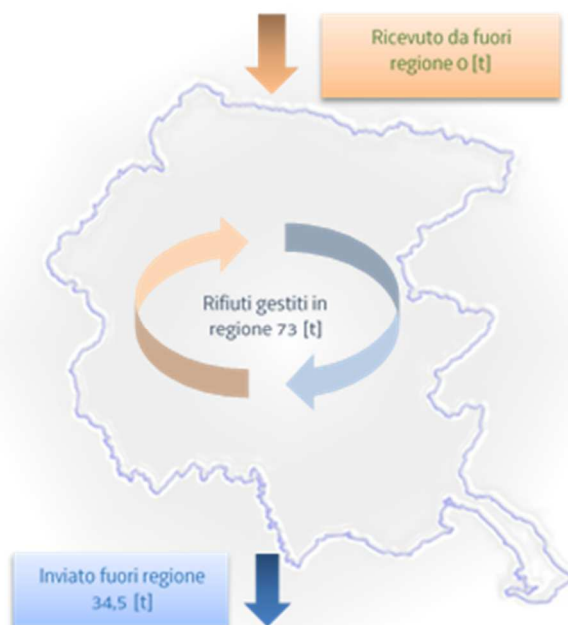 Ricevuto da fuori
regione 0 [t]
Rifiuti gestiti in
regione 73 [t]
Inviato fuori regione
34,5 [t]